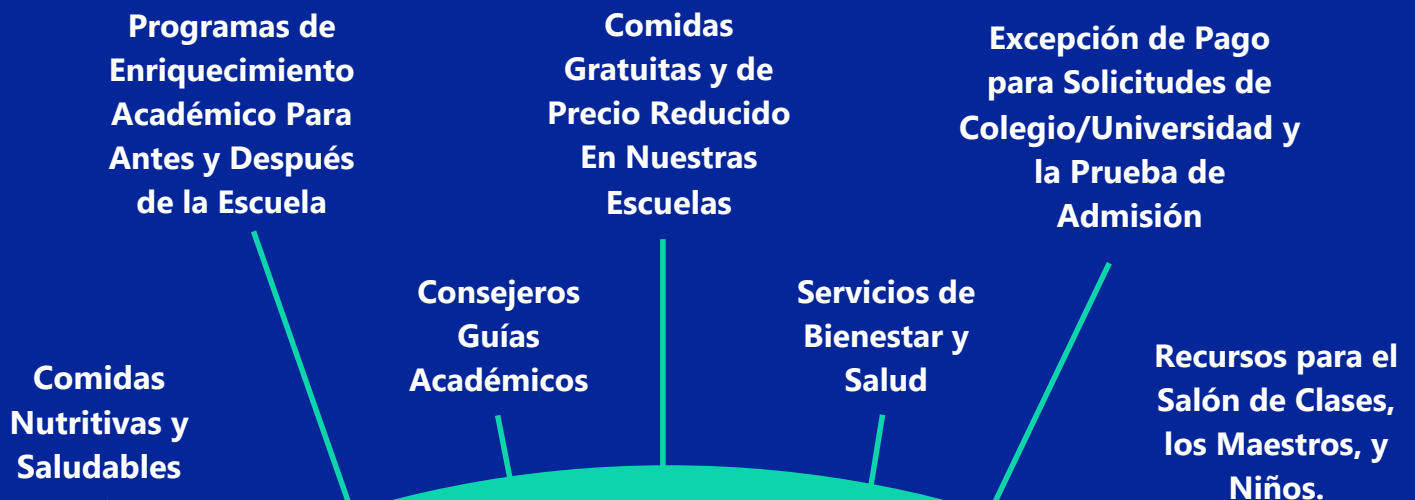 Programas de
Enriquecimiento
Académico Para
Antes y Después
de la Escuela
Comidas
Gratuitas y de
Precio Reducido
En Nuestras
Escuelas
Excepción de Pago
para Solicitudes de
Colegio/Universidad y
la Prueba de
Admisión
Comidas
Nutritivas y
Saludables
Consejeros
Guías
Académicos
Servicios de
Bienestar y
Salud
Recursos para el
Salón de Clases,
los Maestros, y
Niños.